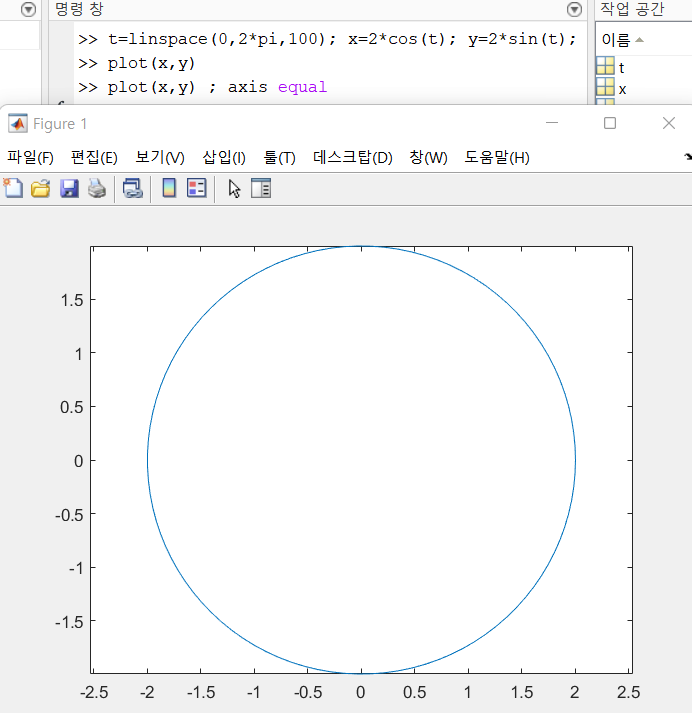 명령 창
작업 공간
>> t=linspace(0,2*pi,100); x=2*cos(t); y=2*sin(t);
>> plot(x,y)
>> plot(x,y) ; axis equal
이름
t
x
Figure 1
파일(F) 편집(E) 보기(V) 삽입(I) 툴(T) 데스크탑(D) 창(W) 도움말(H)
1.5
1
0.5
0
-0.5
-1
-1.5
-2.5 -2 -1.5 -1 -0.5 0 0.5 1 1.5 2 2.5